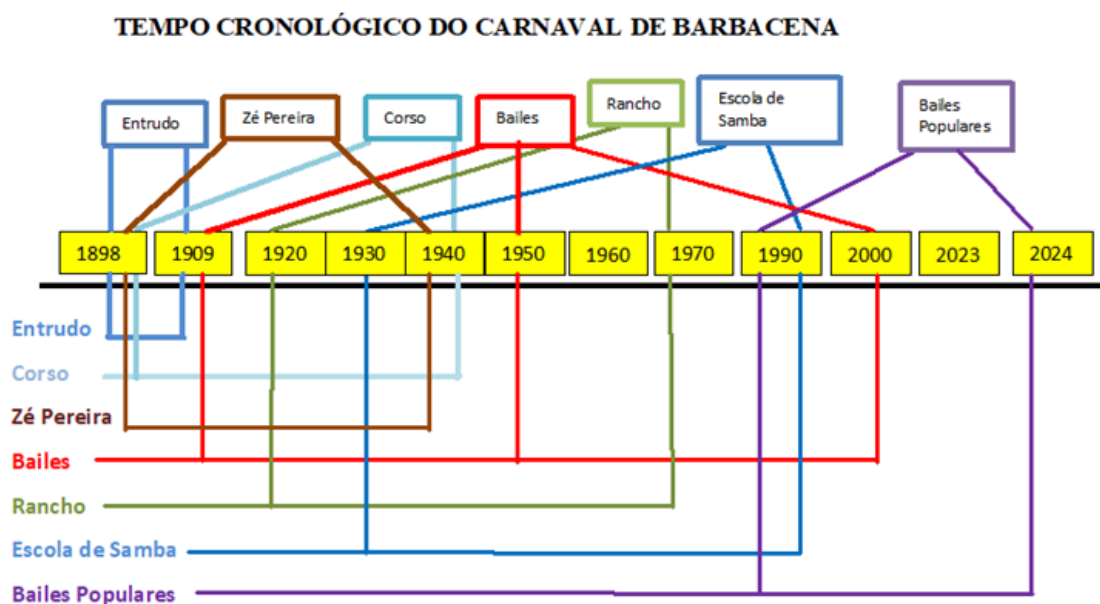 TEMPO CRONOLÓGICO DO CARNAVAL DE BARBACENA
Entrudo
Zé Pereira
Corso
Bailes
Rancho
Escola de
Samba
Bailes
Populares
1898 1909 1920 1930 1940 1950 1960 1970 1990 2000 2023 2024
Entrudo
Corso
Zé Pereira
Bailes
Rancho
Escola de Samba
Bailes Populares